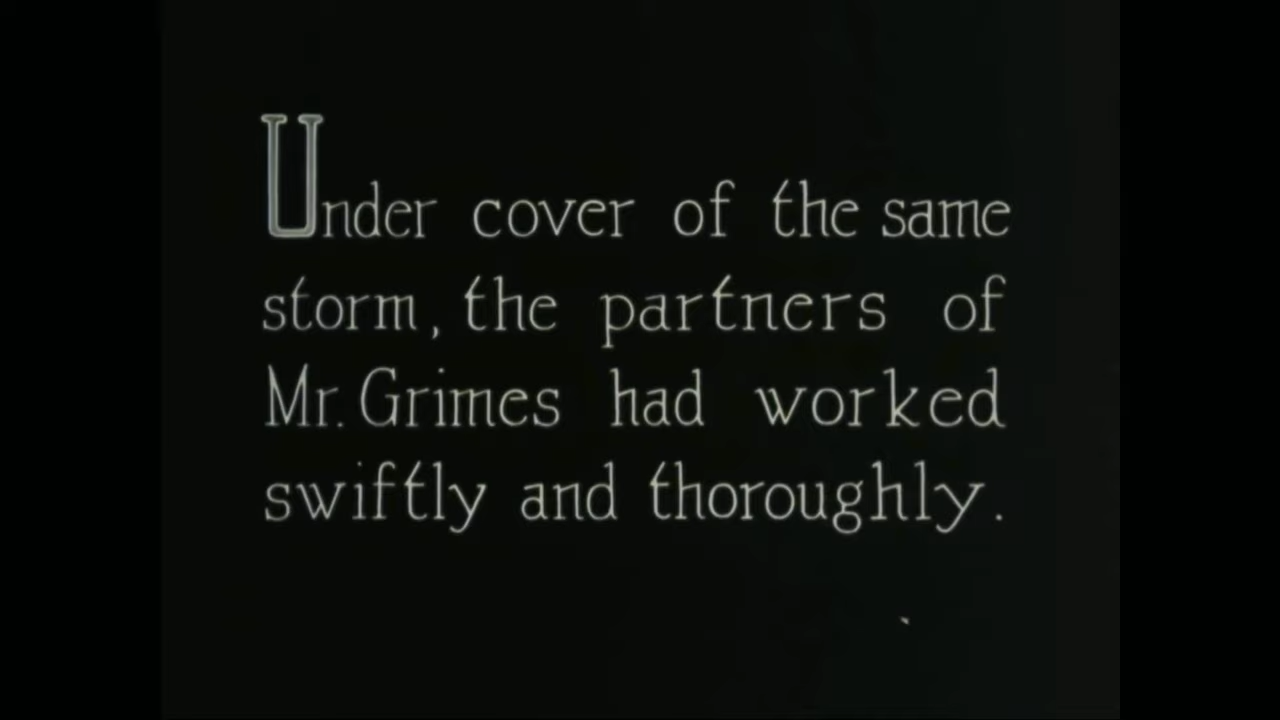 Under cover of the same
storm, the partners of
Mr. Grimes had worked
swiftly and thoroughly.